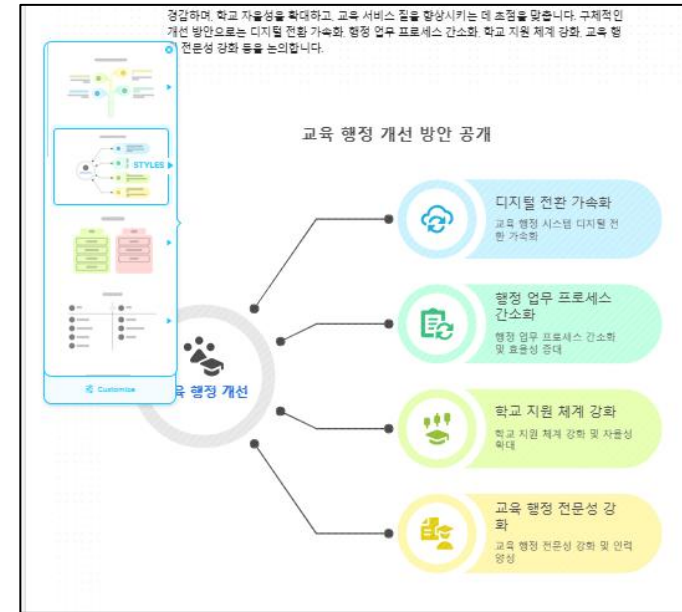 경감하며, 학교 자율성을 확대하고, 교육 서비스 질을 향상시키는 데 초점을 맞춥니다. 구체적인
개선 방안으로는 디지털 전환 가속화, 행정 업무 프로세스 간소화, 학교 지원 체계 강화, 교육 행
전문성 강화 등을 논의합니다.
교육 행정 개선 방안 공개
STYLES
Customize
육 행정 개선
디지털 전환 가속화
교육 행정 시스템 디지털 전
환 가속화
행정 업무 프로세스
간소화
행정 업무 프로세스 간소화
및 효율성 증대
학교 지원 체계 강화
학교 지원 체계 강화 및 자율성
확대
교육 행정 전문성 강
화
교육 행정 전문성 강화 및 인력
양성